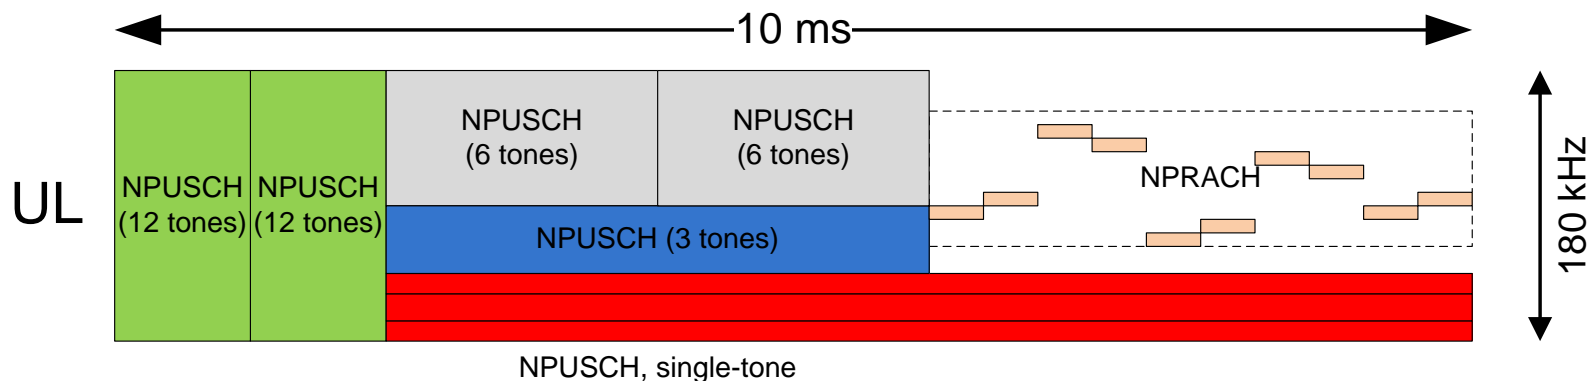 10 ms
UL
NPUSCH
(12 tones)
NPUSCH
(12 tones)
NPUSCH
(6 tones)
NPUSCH
(6 tones)
NPUSCH (3 tones)
NPRACH
180 kHz
NPUSCH, single-tone